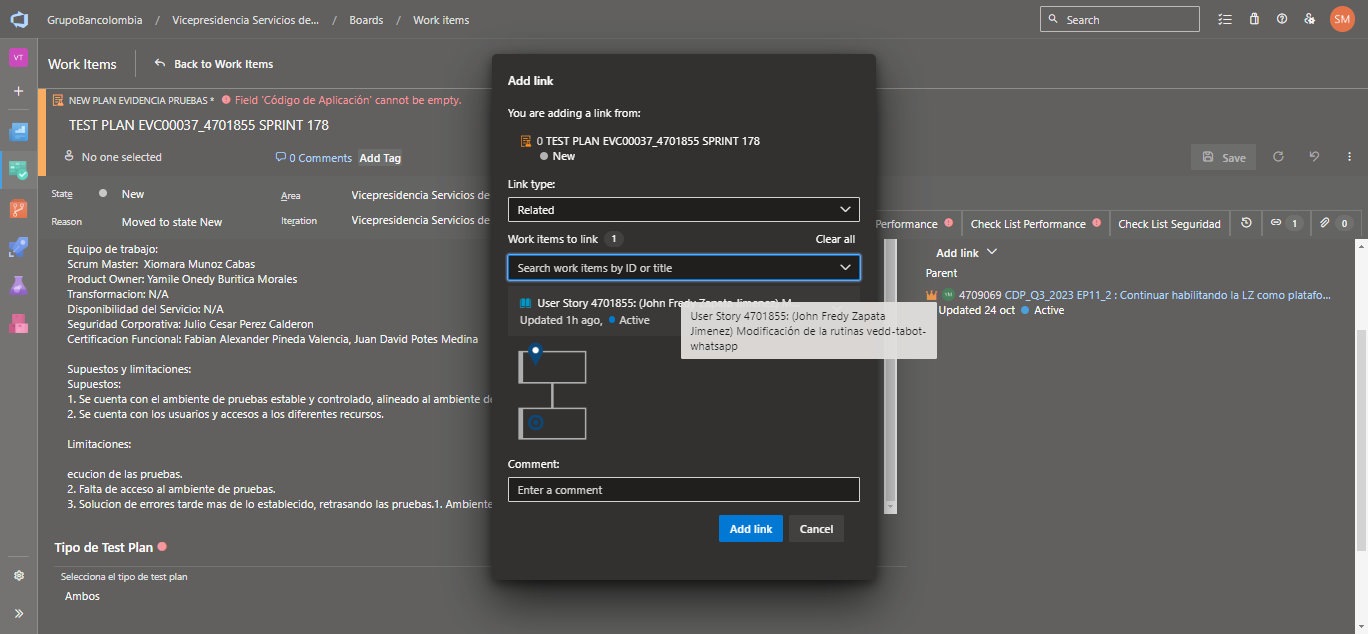 GrupoBancolombia / Vicepresidencia Servicios de... / Boards / Work items
Search
SM
VT
Work Items
Back to Work Items
NEW PLAN EVIDENCIA PRUEBAS * Field 'Código de Aplicación' cannot be empty.
TEST PLAN EVC00037_4701855 SPRINT 178
No one selected
0 Comments
Add Tag
Save
State
New
Area
Vicepresidencia Servicios de
Reason
Moved to state New
Iteration
Vicepresidencia Servicios de
Performance
Check List Performance
Check List Seguridad
1
0
Equipo de trabajo:
Scrum Master: Xiomara Munoz Cabas
Product Owner: Yamile Onedy Buritica Morales
Transformacion: N/A
Disponibilidad del Servicio: N/A
Seguridad Corporativa: Julio Cesar Perez Calderon
Certificacion Funcional: Fabian Alexander Pineda Valencia, Juan David Potes Medina
Supuestos y limitaciones:
Supuestos:
1. Se cuenta con el ambiente de pruebas estable y controlado, alineado al ambiente de
2. Se cuenta con los usuarios y accesos a los diferentes recursos.
Limitaciones:
ecucion de las pruebas.
2. Falta de acceso al ambiente de pruebas.
3. Solucion de errores tarde mas de lo establecido, retrasando las pruebas.1. Ambiente
Tipo de Test Plan
Selecciona el tipo de test plan
Ambos
Add link
You are adding a link from:
0 TEST PLAN EVC00037_4701855 SPRINT 178
New
Link type:
Related
Work items to link 1
Clear all
Search work items by ID or title
User Story 4701855: (John Fredy Zapata Jimenez) M
Updated 1h ago, Active
User Story 4701855: (John Fredy Zapata
Jimenez) Modificación de la rutinas vedd-tabot-
whatsapp
Comment:
Enter a comment
Add link
Cancel
Add link
Parent
4709069 CDP_Q3_2023 EP11_2 : Continuar habilitando la LZ como platafo...
Updated 24 oct Active